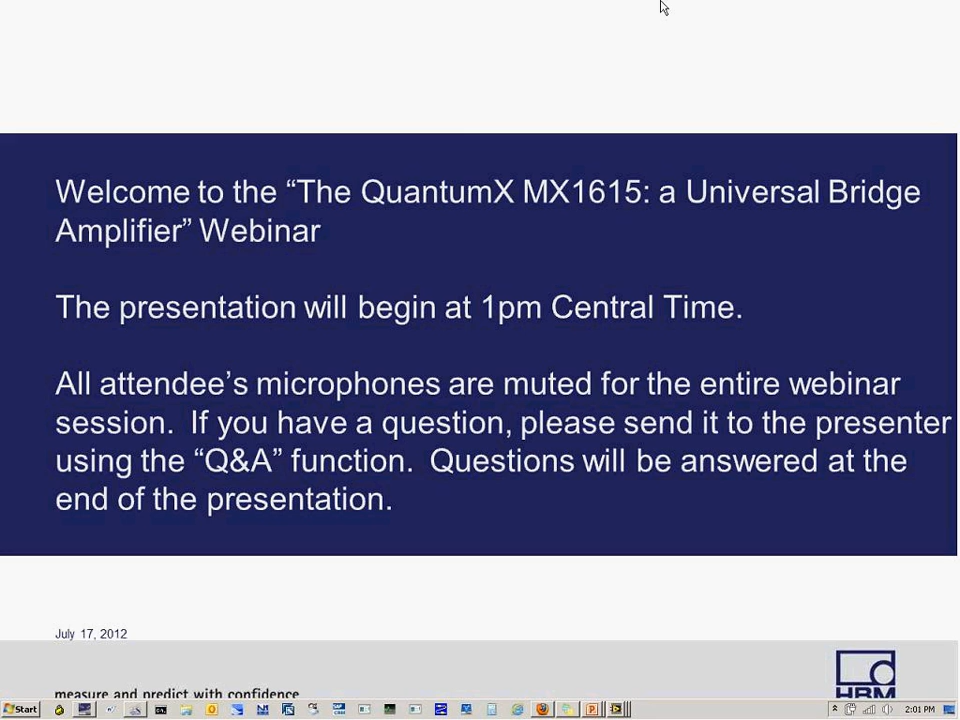 Welcome to the “The QuantumX MX1615: a Universal Bridge
Amplifier” Webinar
The presentation will begin at 1pm Central Time.
All attendee’s microphones are muted for the entire webinar
session.  If you have a question, please send it to the presenter
using the “Q&A” function.  Questions will be answered at the
end of the presentation.
July 17, 2012
measure and predict with confidence
HBM
Start
2:01 PM